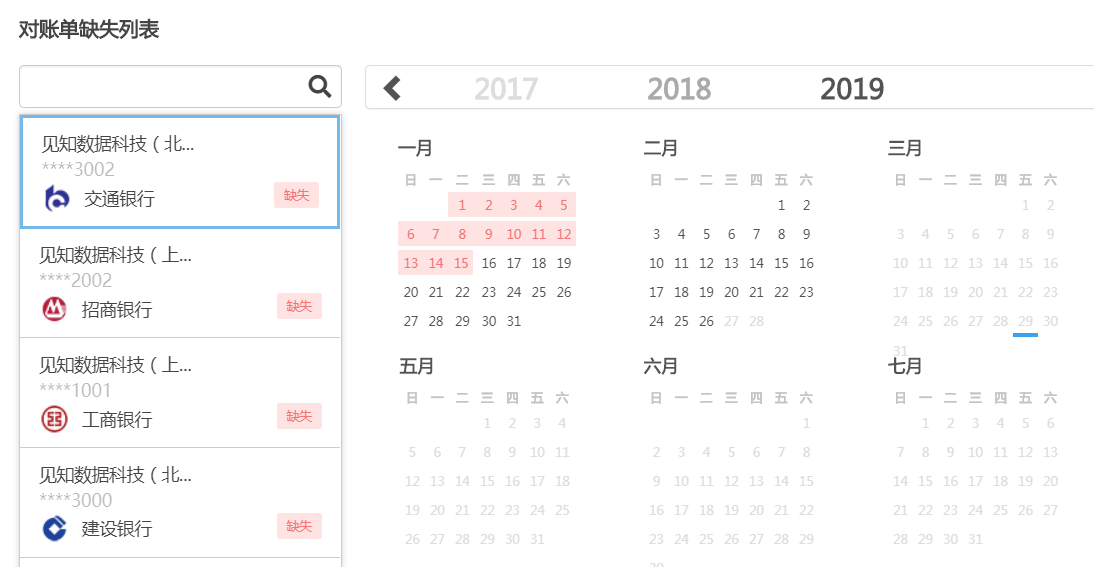 对账单缺失列表
2017 2018 2019
见知数据科技（北...
****3002
交通银行 缺失
见知数据科技（上...
****2002
招商银行 缺失
见知数据科技（上...
****1001
工商银行 缺失
见知数据科技（北...
****3000
建设银行 缺失
一月
日 一 二 三 四 五 六
1 2 3 4 5
6 7 8 9 10 11 12
13 14 15 16 17 18 19
20 21 22 23 24 25 26
27 28 29 30 31
二月
日 一 二 三 四 五 六
1 2
3 4 5 6 7 8 9
10 11 12 13 14 15 16
17 18 19 20 21 22 23
24 25 26 27 28
三月
日 一 二 三 四 五 六
1 2
3 4 5 6 7 8 9
10 11 12 13 14 15 16
17 18 19 20 21 22 23
24 25 26 27 28 29 30
31
五月
日 一 二 三 四 五 六
1 2 3 4
5 6 7 8 9 10 11
12 13 14 15 16 17 18
19 20 21 22 23 24 25
26 27 28 29 30 31
六月
日 一 二 三 四 五 六
1
2 3 4 5 6 7 8
9 10 11 12 13 14 15
16 17 18 19 20 21 22
23 24 25 26 27 28 29
30
七月
日 一 二 三 四 五 六
1 2 3 4 5 6
7 8 9 10 11 12 13
14 15 16 17 18 19 20
21 22 23 24 25 26 27
28 29 30 31